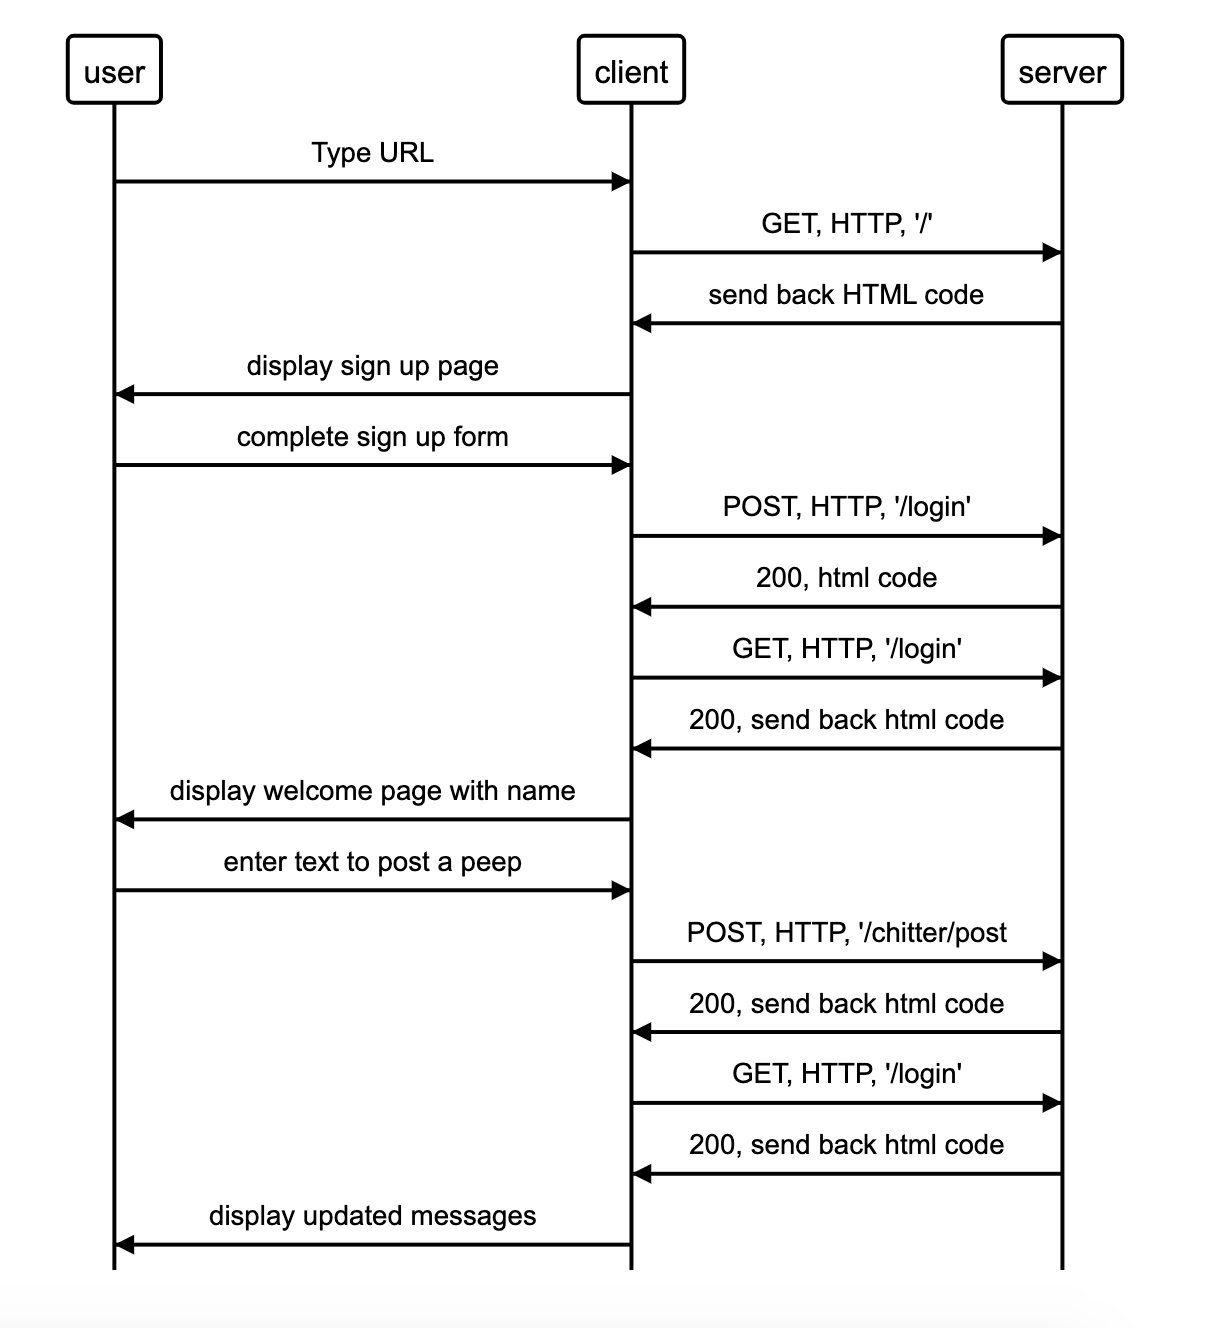 user
client
server
Type URL
GET, HTTP, '/'
send back HTML code
display sign up page
complete sign up form
POST, HTTP, '/login'
200, html code
GET, HTTP, '/login'
200, send back html code
display welcome page with name
enter text to post a peep
POST, HTTP, '/chitter/post
200, send back html code
GET, HTTP, '/login'
200, send back html code
display updated messages